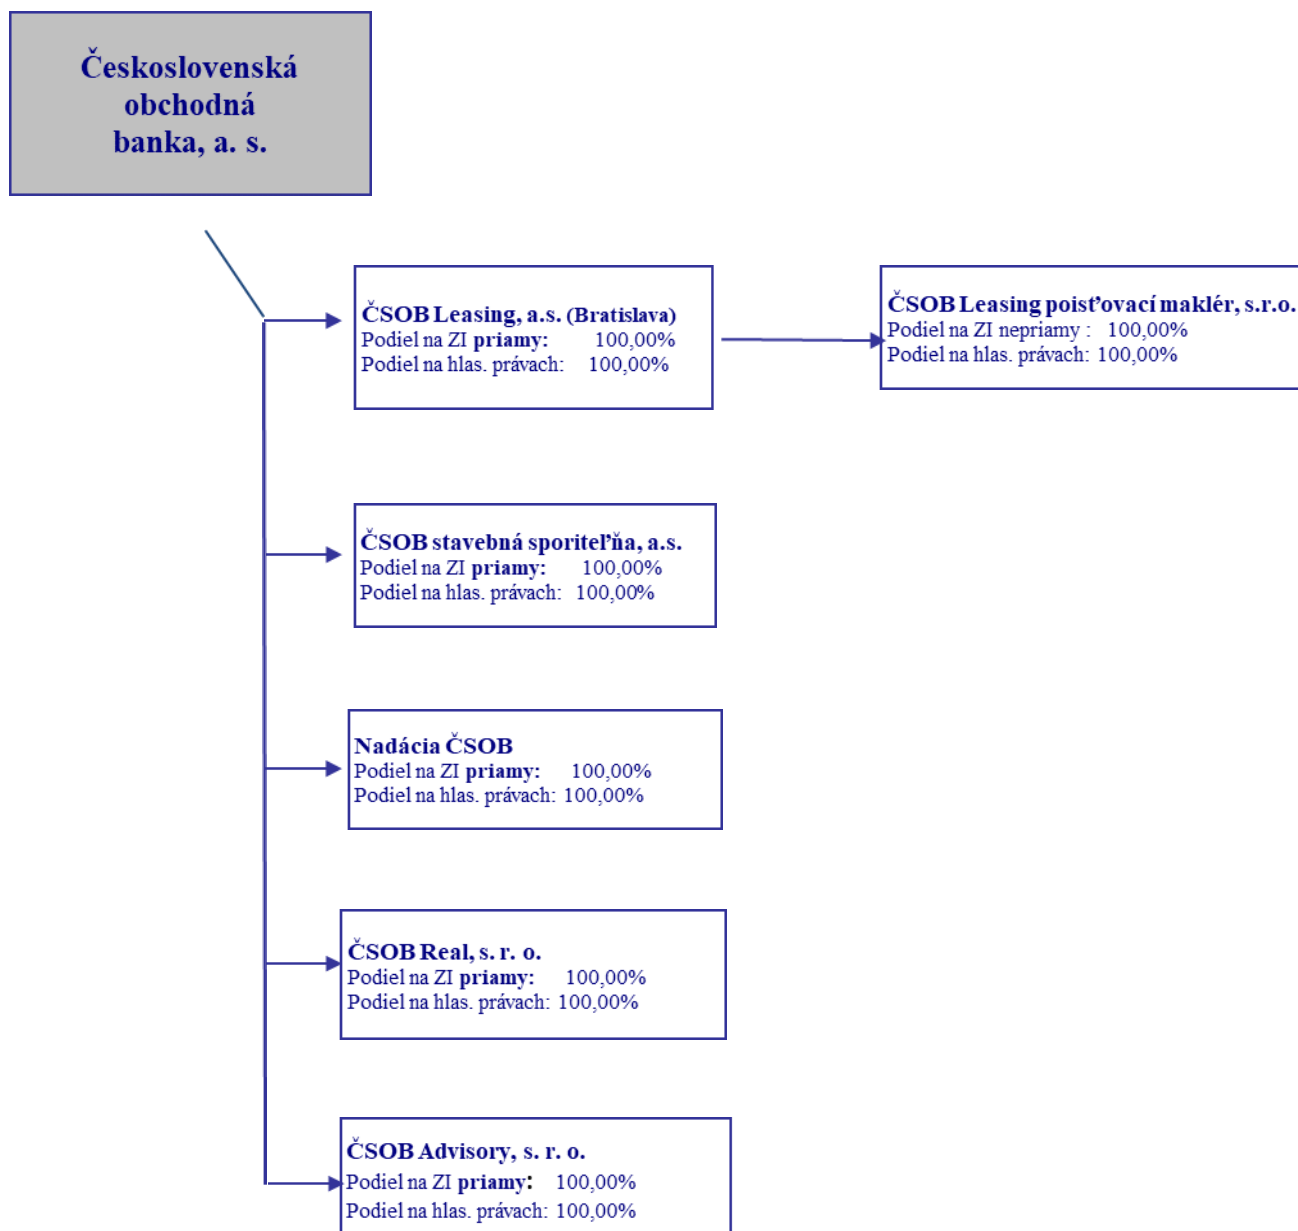 Československá
obchodná
banka, a. s.
ČSOB Leasing, a.s. (Bratislava)
Podiel na ZI priamy: 100,00%
Podiel na hlas. právach: 100,00%
ČSOB Leasing poisťovací maklér, s.r.o.
Podiel na ZI nepriamy : 100,00%
Podiel na hlas. právach: 100,00%
ČSOB stavebná sporiteľňa, a.s.
Podiel na ZI priamy: 100,00%
Podiel na hlas. právach: 100,00%
Nadácia ČSOB
Podiel na ZI priamy: 100,00%
Podiel na hlas. právach: 100,00%
ČSOB Real, s. r. o.
Podiel na ZI priamy: 100,00%
Podiel na hlas. právach: 100,00%
ČSOB Advisory, s. r. o.
Podiel na ZI priamy: 100,00%
Podiel na hlas. právach: 100,00%